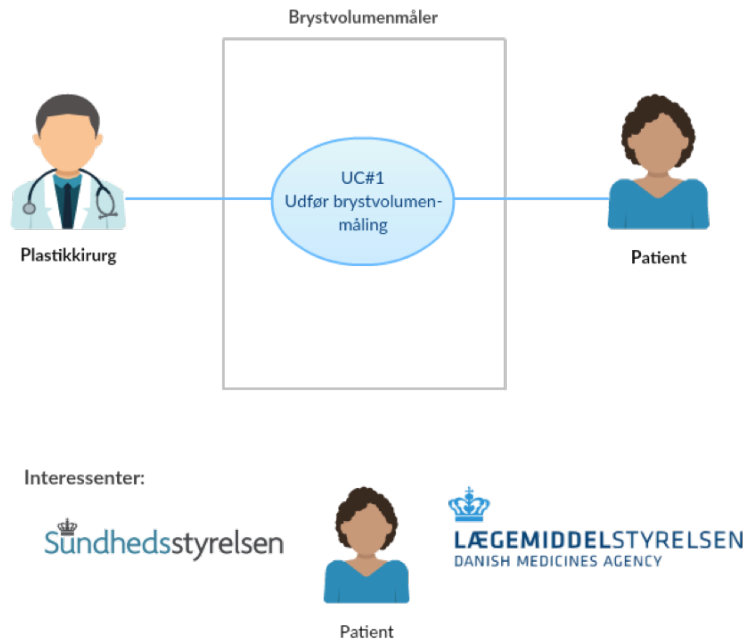 Brystvolumenmåler
UC#1
Udfør brystvolumen-
måling
Plastikkirurg
Patient
Interessenter:
Sundhedsstyrelsen
LÆGEMIDDELSTYRELSEN
DANISH MEDICINES AGENCY
Patient